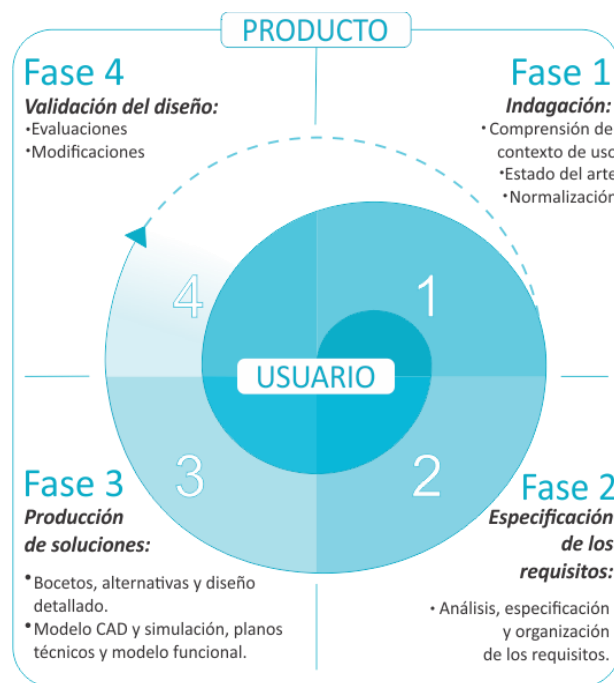 PRODUCTO
Fase 4
Validación del diseño:
•Evaluaciones
•Modificaciones
Fase 1
Indagación:
• Comprensión de
contexto de uso
•Estado del arte
•Normalización
4
1
USUARIO
3
2
Fase 3
Producción
de soluciones:
• Bocetos, alternativas y diseño
detallado.
• Modelo CAD y simulación, planos
técnicos y modelo funcional.
Fase 2
Especificación
de los
requisitos:
• Análisis, especificación
y organización
de los requisitos.